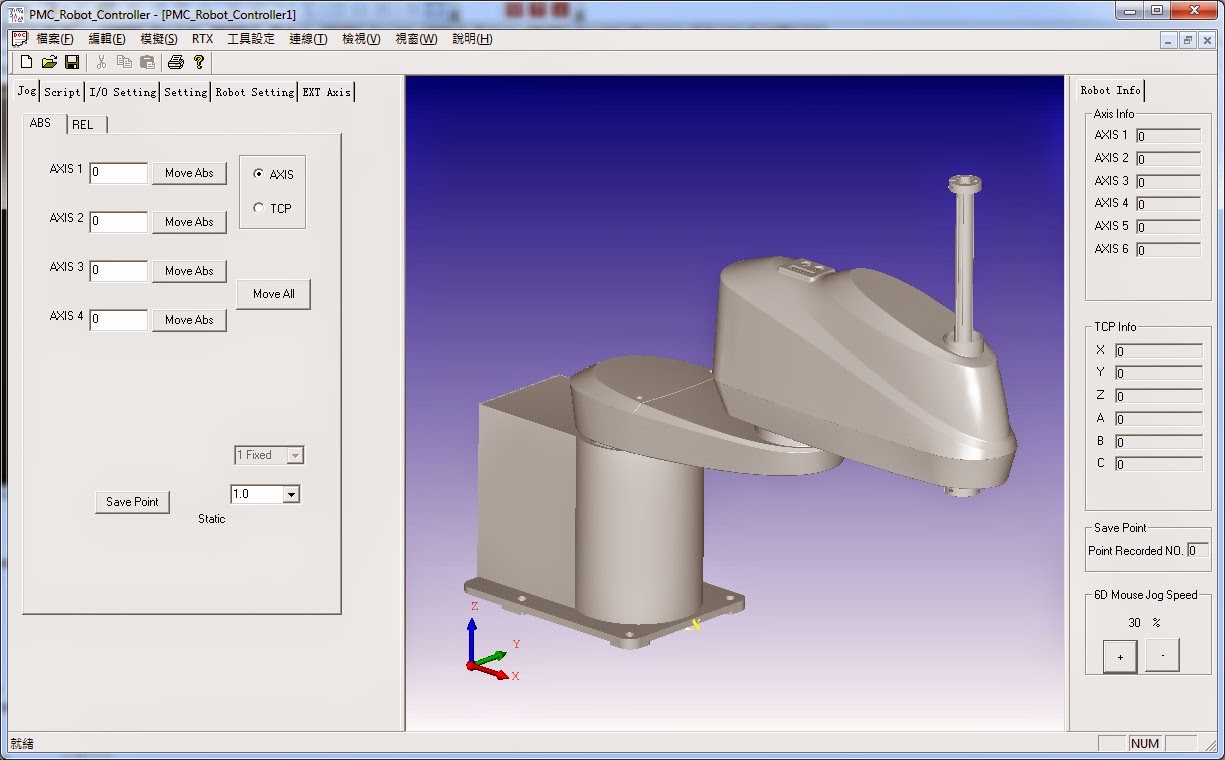 PMC_Robot_Controller - [PMC_Robot_Controller1]
檔案(F) 編輯(E) 模擬(S) RTX 工具設定 連線(T) 檢視(V) 視窗(W) 說明(H)
Jog Script I/O Setting Setting Robot Setting EXT Axis
ABS REL
AXIS 1 0 Move Abs
AXIS
TCP
AXIS 2 0 Move Abs
AXIS 3 0 Move Abs
Move All
AXIS 4 0 Move Abs
1 Fixed
1.0
Save Point
Static
Z
Y
X
X
Robot Info
Axis Info
AXIS 1 0
AXIS 2 0
AXIS 3 0
AXIS 4 0
AXIS 5 0
AXIS 6 0
TCP Info
X 0
Y 0
Z 0
A 0
B 0
C 0
Save Point
Point Recorded NO. 0
6D Mouse Jog Speed
30 %
+ -
就緒
NUM